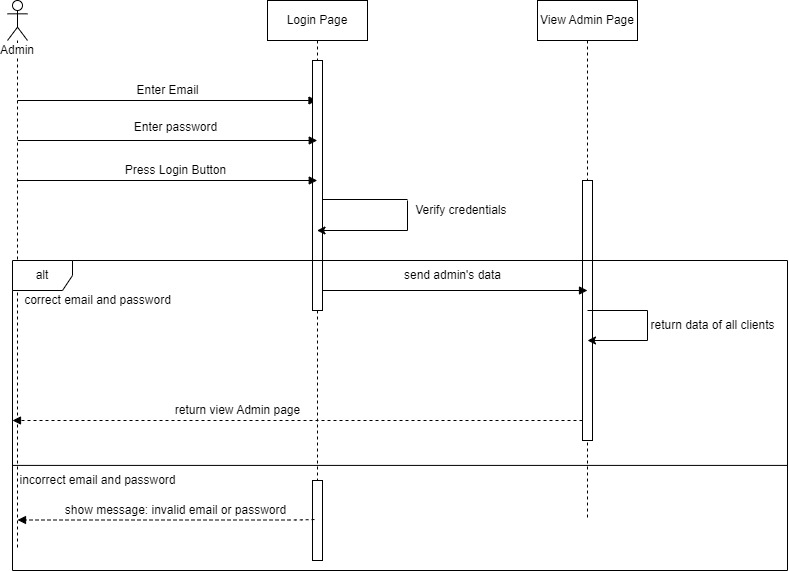 Login Page
View Admin Page
Admin
Enter Email
Enter password
Press Login Button
Verify credentials
alt
send admin's data
correct email and password
return data of all clients
return view Admin page
incorrect email and password
show message: invalid email or password